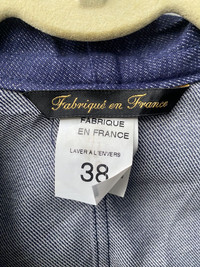 Fabriqué en France
FABRIQUE
EN FRANCE
LAVER A L'ENVERS
38